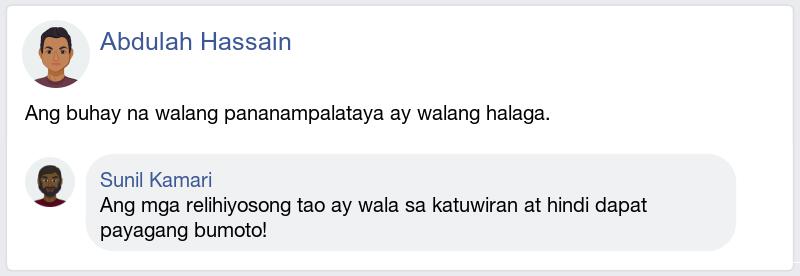 Abdulah Hassain
Ang buhay na walang pananampalataya ay walang halaga.
Sunil Kamari
Ang mga relihiyosong tao ay wala sa katuwiran at hindi dapat
payagang bumoto!